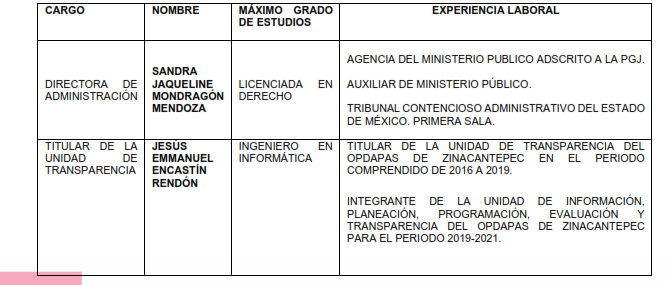 CARGO NOMBRE MÁXIMO GRADO DE ESTUDIOS EXPERIENCIA LABORAL
DIRECTORA DE
ADMINISTRACIÓN
SANDRA
JAQUELINE
MONDRAGÓN
MENDOZA
LICENCIADA EN
DERECHO
AGENCIA DEL MINISTERIO PUBLICO ADSCRITO A LA PGJ.
AUXILIAR DE MINISTERIO PÚBLICO.
TRIBUNAL CONTENCIOSO ADMINISTRATIVO DEL ESTADO
DE MÉXICO. PRIMERA SALA.
TITULAR DE LA
UNIDAD DE
TRANSPARENCIA
JESÚS
EMMANUEL
ENCASTÍN
RENDÓN
INGENIERO EN
INFORMÁTICA
TITULAR DE LA UNIDAD DE TRANSPARENCIA DEL
OPDAPAS DE ZINACANTEPEC EN EL PERIODO
COMPRENDIDO DE 2016 A 2019.
INTEGRANTE DE LA UNIDAD DE INFORMACIÓN,
PLANEACIÓN, PROGRAMACIÓN, EVALUACIÓN Y
TRANSPARENCIA DEL OPDAPAS DE ZINACANTEPEC
PARA EL PERIODO 2019-2021.